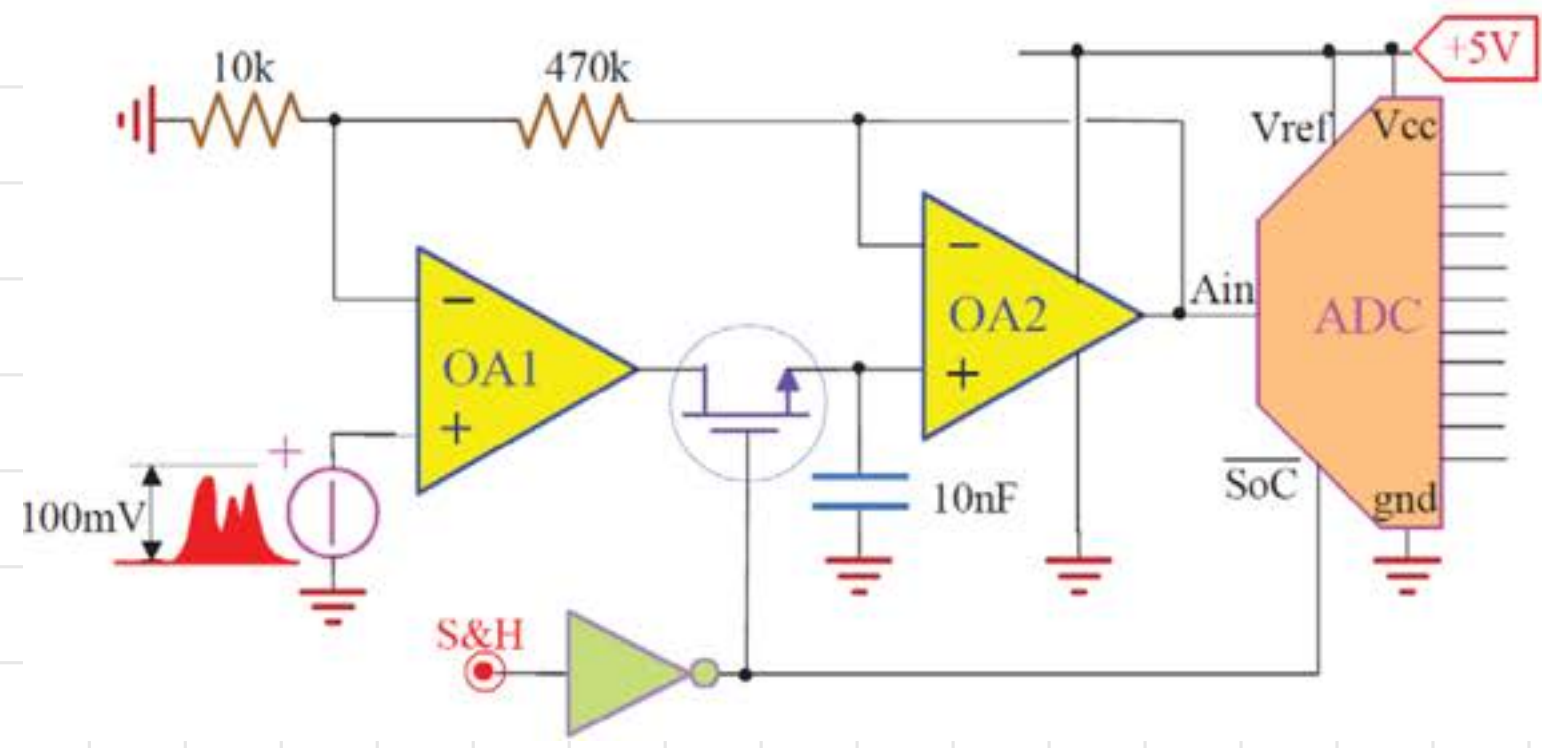 10k
470k
+5V
Vref
Vcc
−
OA1
+
−
OA2
+
Ain
ADC
+
100mV
10nF
SoC
gnd
S&H